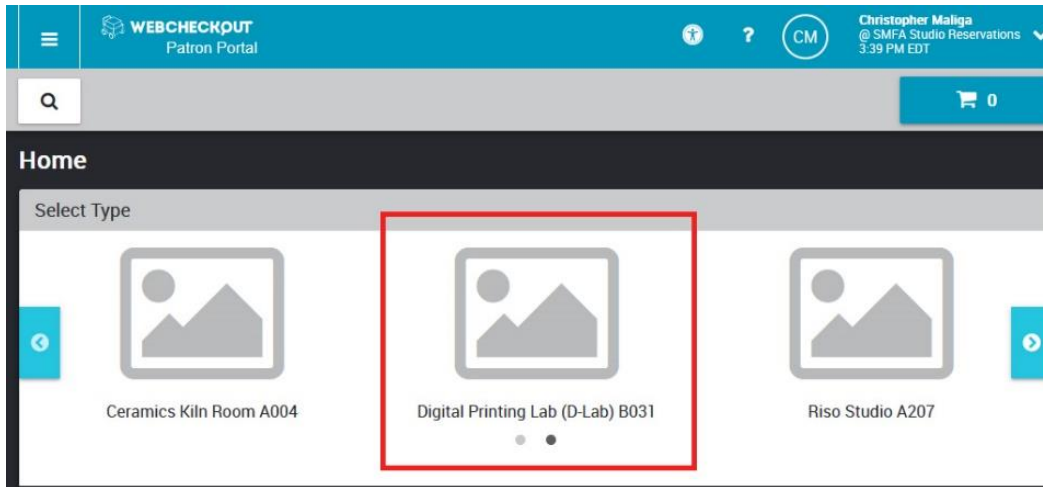 WEBCHECKOUT
Patron Portal
?
CM
Christopher Maliga
@ SMFA Studio Reservations
3:39 PM EDT
0
Home
Select Type
Ceramics Kiln Room A004
Digital Printing Lab (D-Lab) B031
Riso Studio A207